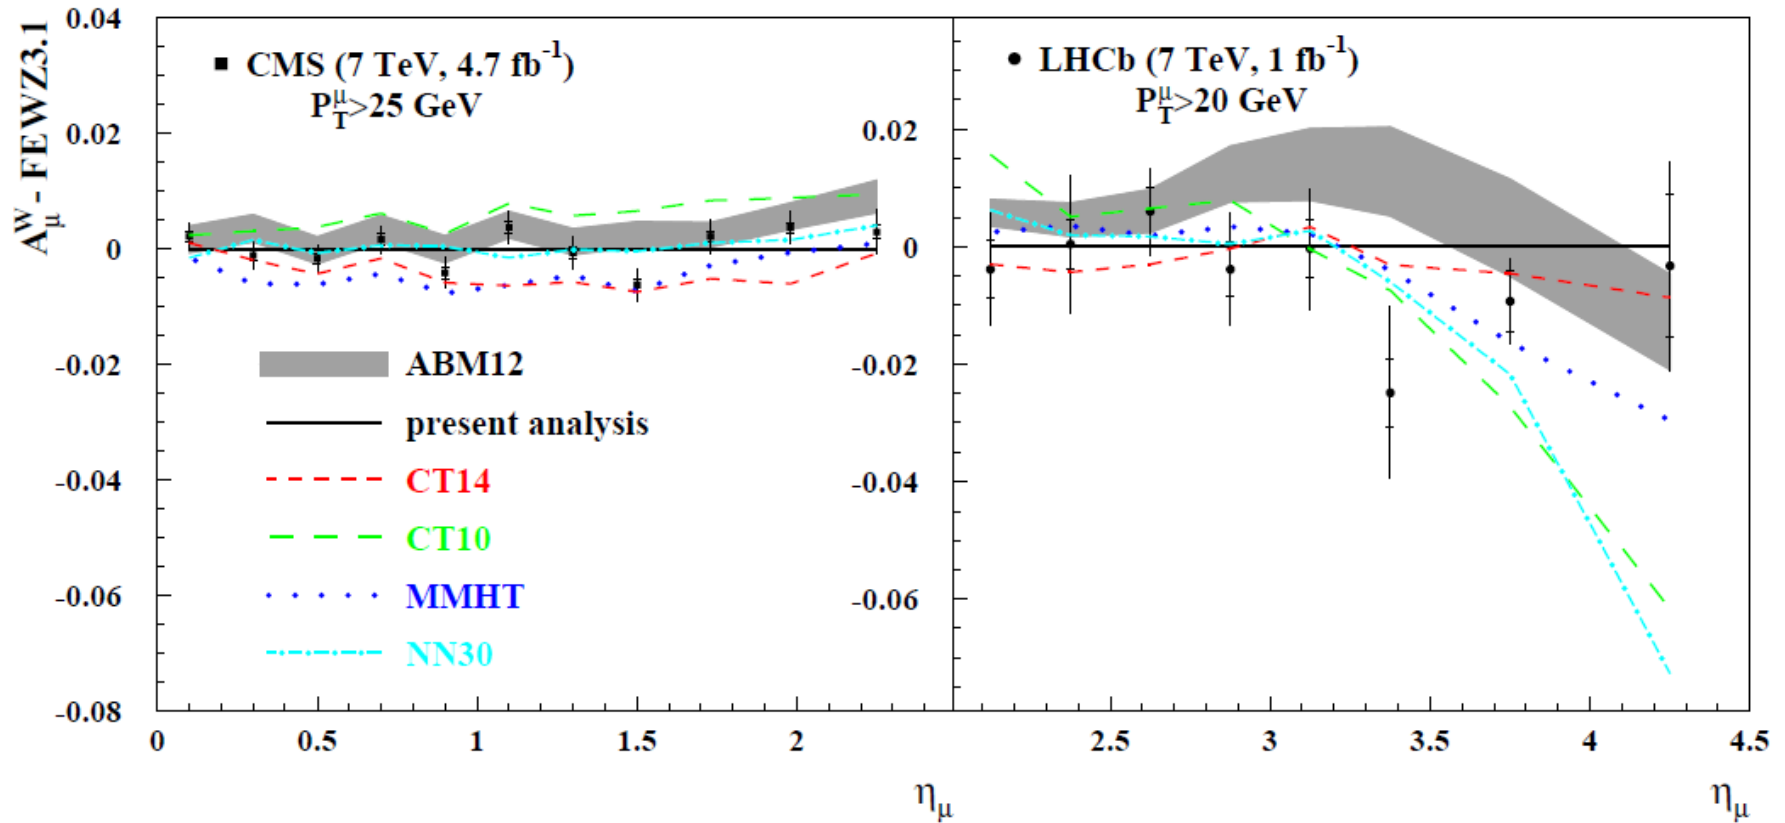 A_μ^W - FEWZ3.1
0.04
0.02
0
-0.02
-0.04
-0.06
-0.08
CMS (7 TeV, 4.7 fb^-1)
P_T^μ>25 GeV
ABM12
present analysis
CT14
CT10
MMHT
NN30
0 0.5 1 1.5 2
η_μ
LHCb (7 TeV, 1 fb^-1)
P_T^μ>20 GeV
0.02
0
-0.02
-0.04
-0.06
2.5 3 3.5 4 4.5
η_μ